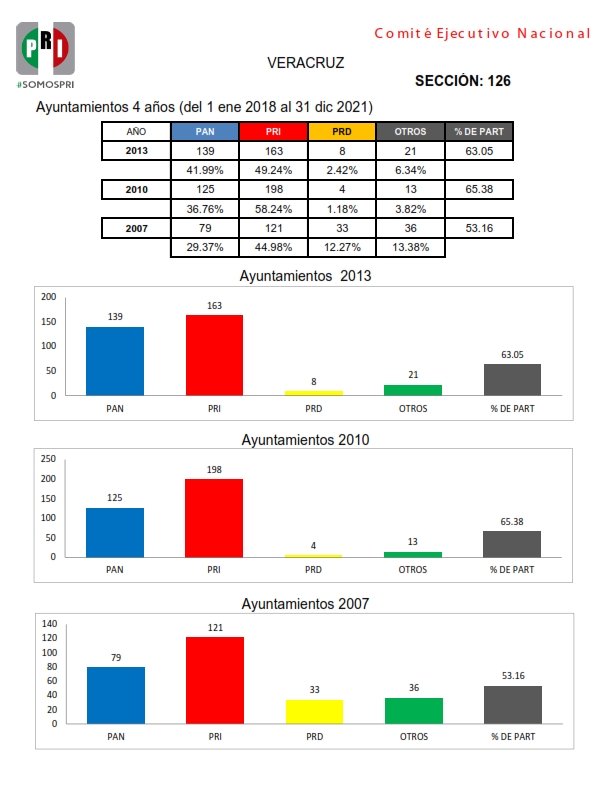 Comité Ejecutivo Nacional
PRI
#SOMOSPRI
VERACRUZ
SECCIÓN: 126
Ayuntamientos 4 años (del 1 ene 2018 al 31 dic 2021)
AÑO PAN PRI PRD OTROS % DE PART
2013 139 163 8 21 63.05
41.99% 49.24% 2.42% 6.34%
2010 125 198 4 13 65.38
36.76% 58.24% 1.18% 3.82%
2007 79 121 33 36 53.16
29.37% 44.98% 12.27% 13.38%
Ayuntamientos 2013
200
150
100
50
0
139
163
8
21
63.05
PAN PRI PRD OTROS % DE PART
Ayuntamientos 2010
250
200
150
100
50
0
125
198
4
13
65.38
PAN PRI PRD OTROS % DE PART
Ayuntamientos 2007
140
120
100
80
60
40
20
0
79
121
33
36
53.16
PAN PRI PRD OTROS % DE PART